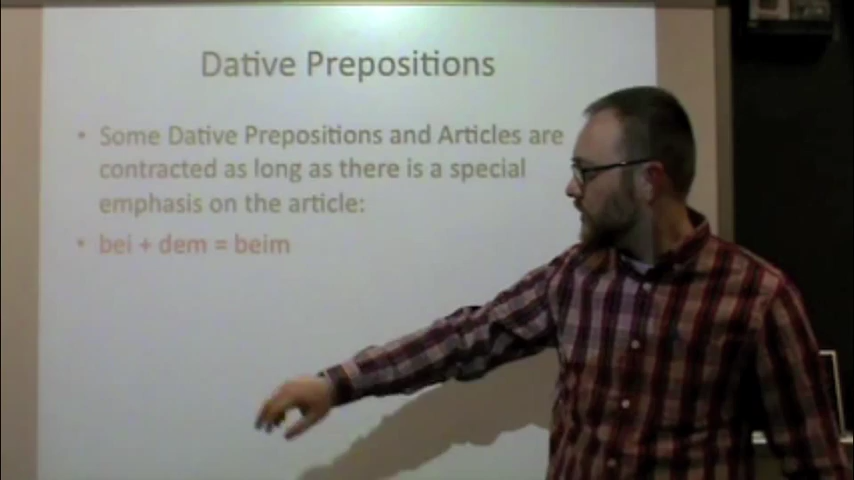 Dative Prepositions
• Some Dative Prepositions and Articles are
contracted as long as there is a special
emphasis on the article:
• bei + dem = beim